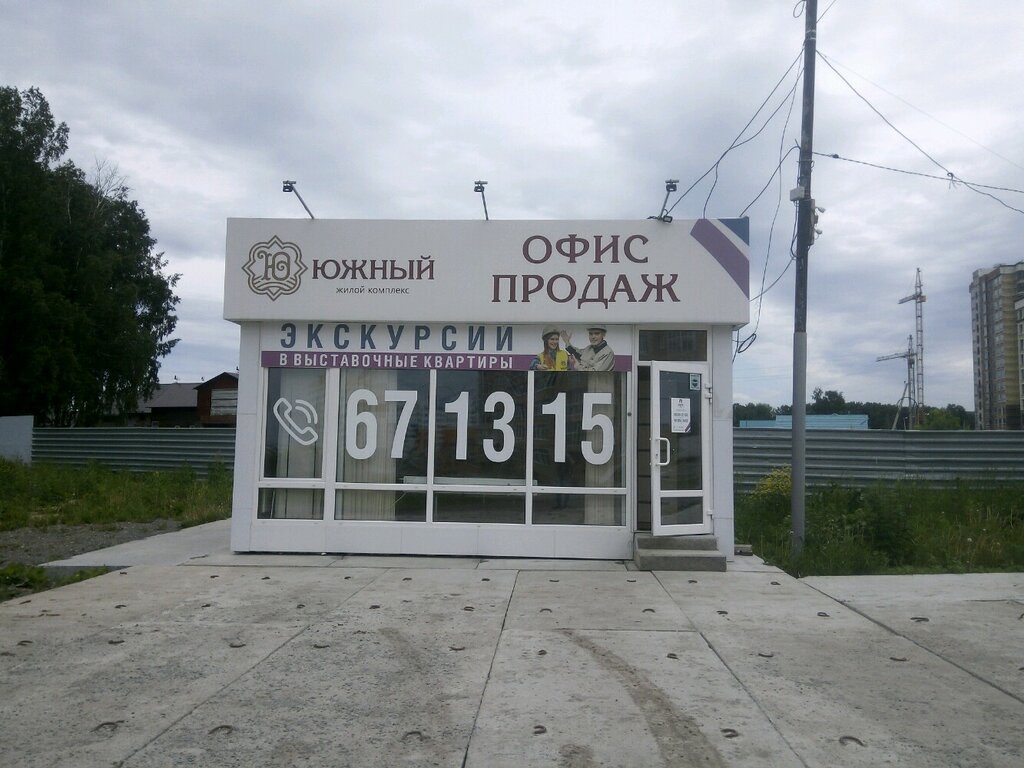 Ю ЮЖНЫЙ
ЖИЛОЙ КОМПЛЕКС
ОФИС
ПРОДАЖ
ЭКСКУРСИИ
В ВЫСТАВОЧНЫЕ КВАРТИРЫ
67 13 15